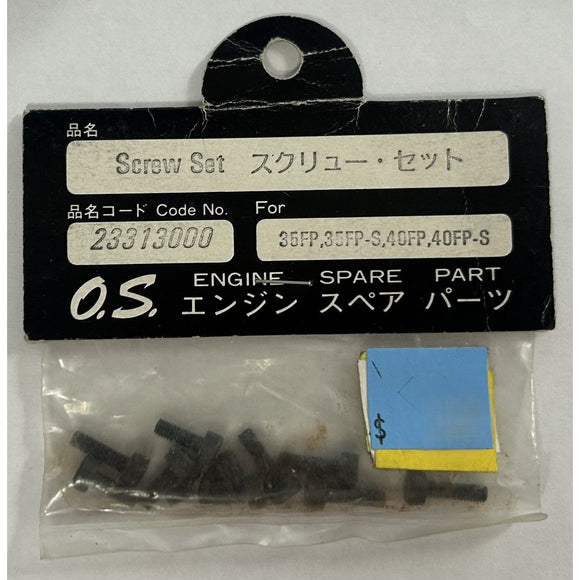 品名
Screw Set スクリュー・セット
品名コード Code No. For
23313000 35FP,35FP-S,40FP,40FP-S
O.S. ENGINE SPARE PART
エンジン スペア パーツ
$